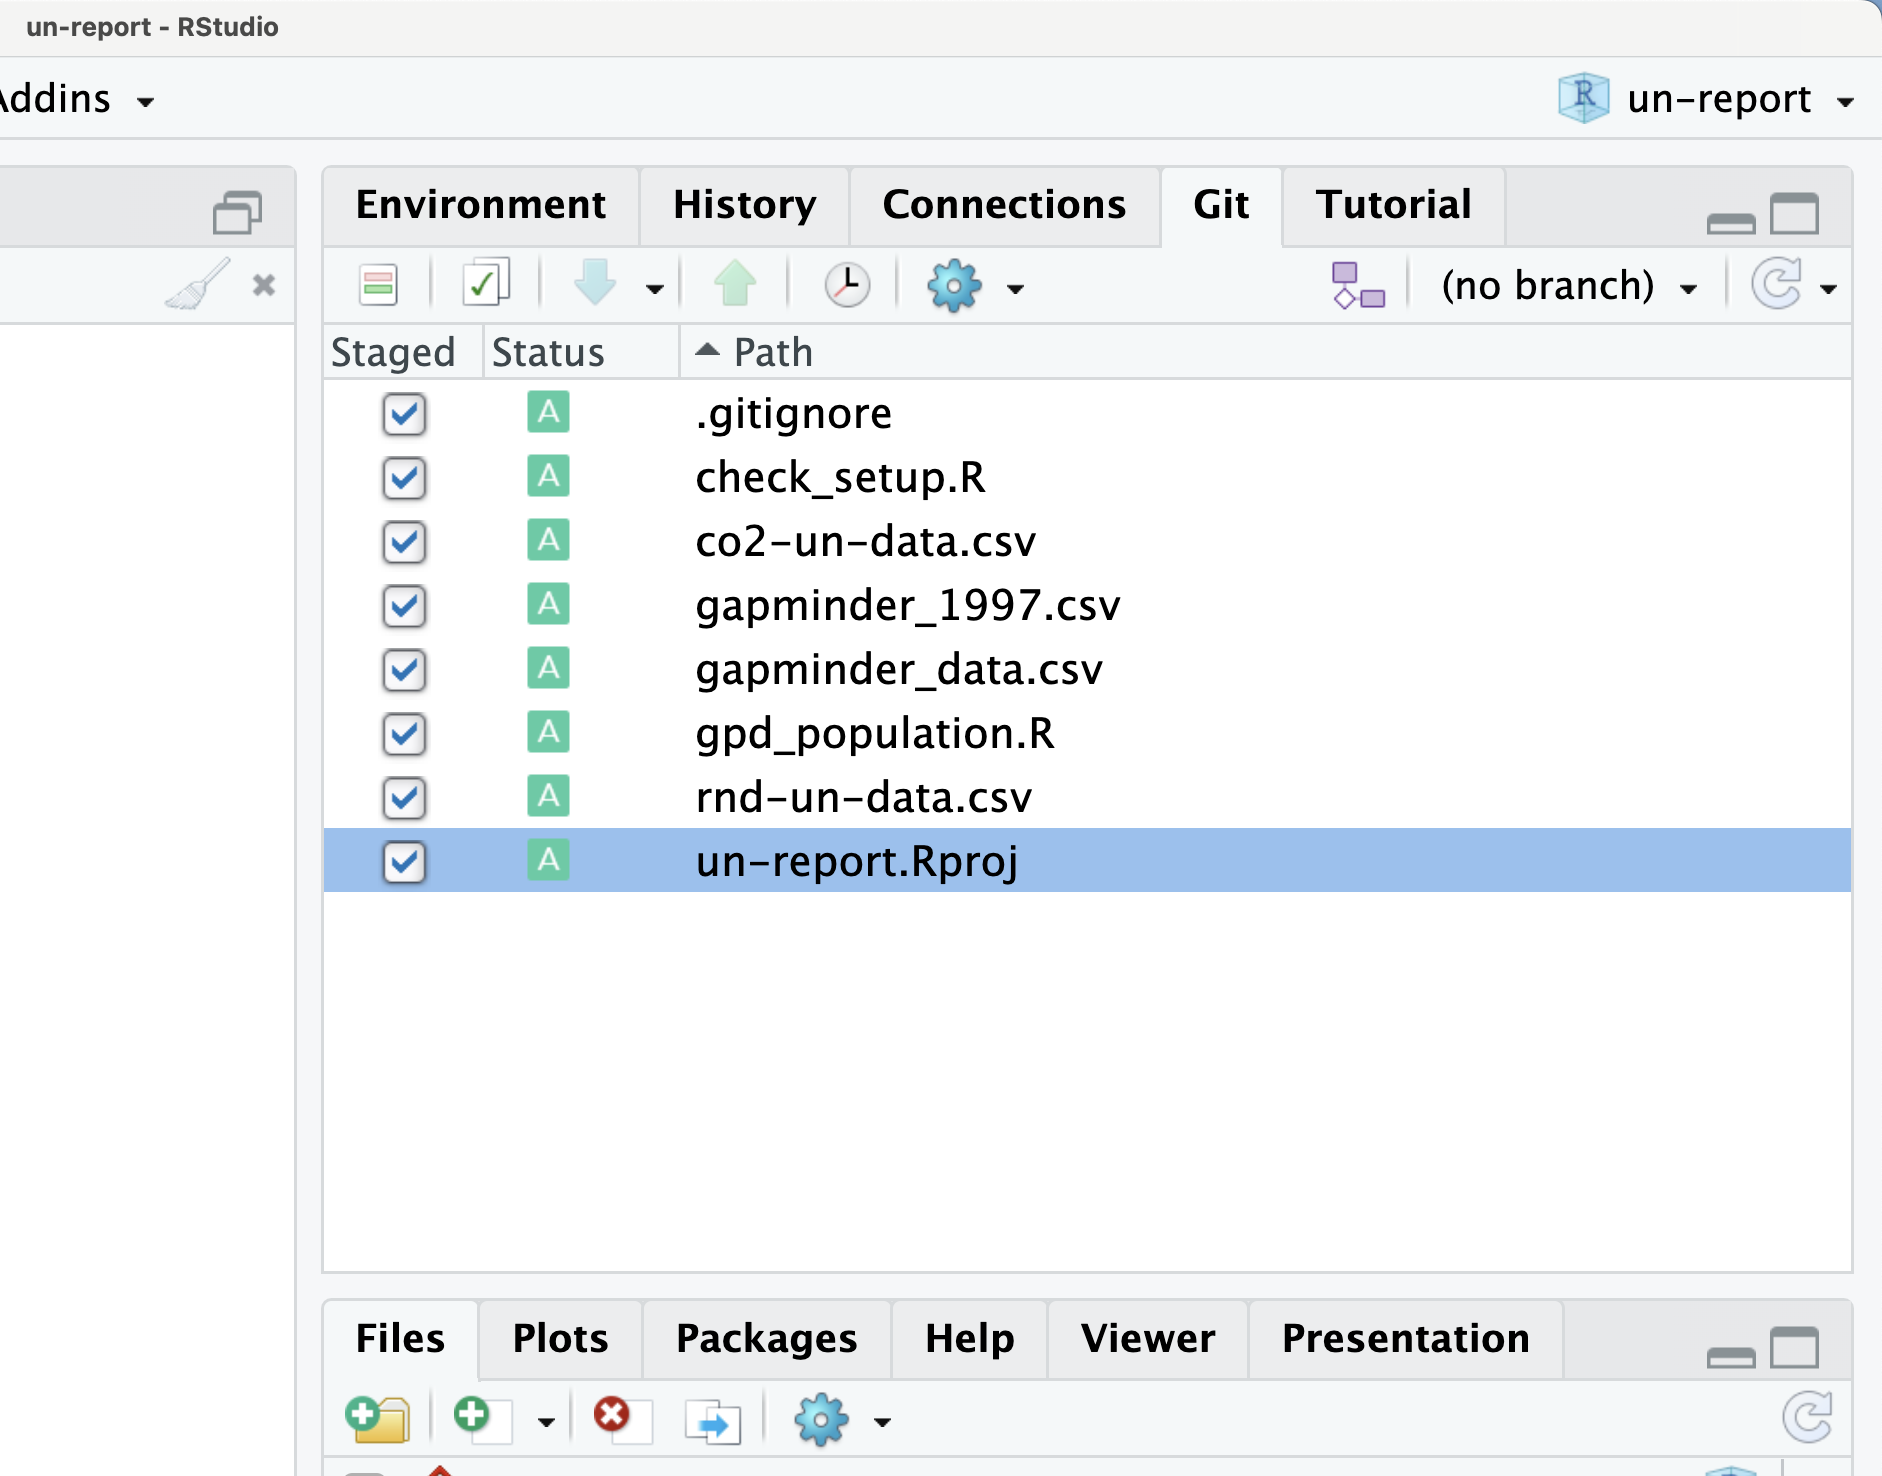 un-report - RStudio
Addins
un-report
Environment History Connections Git Tutorial
(no branch)
Staged Status Path
A .gitignore
A check_setup.R
A co2-un-data.csv
A gapminder_1997.csv
A gapminder_data.csv
A gpd_population.R
A rnd-un-data.csv
A un-report.Rproj
Files Plots Packages Help Viewer Presentation